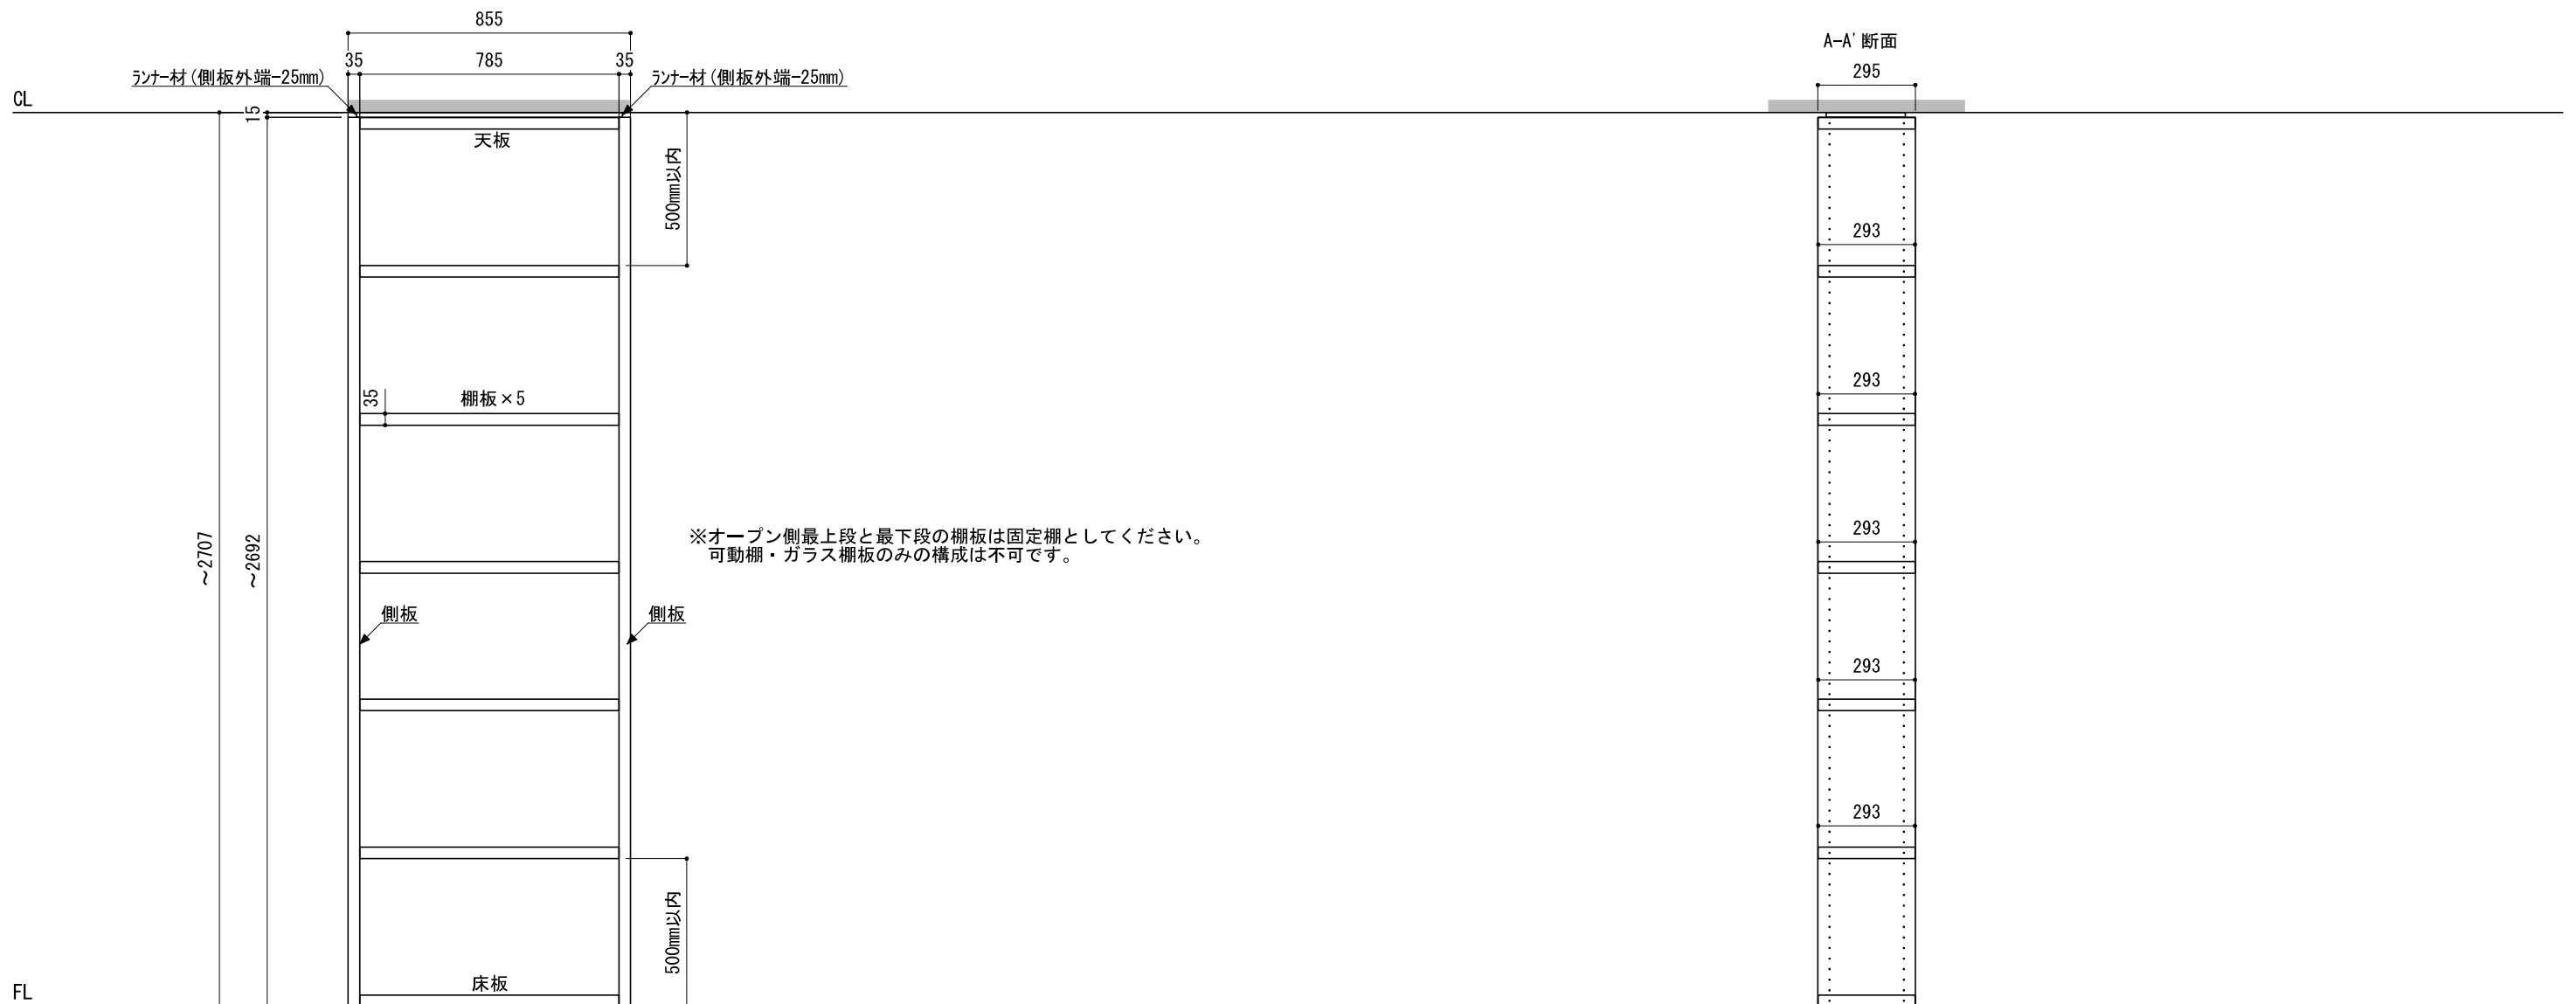 855
35 785 35
ﾗﾝﾅｰ材(側板外端-25mm)
ﾗﾝﾅｰ材(側板外端-25mm)
A-A' 断面
295
CL
15
天板
500mm以内
293
35
棚板×5
293
～2707
～2692
※オープン側最上段と最下段の棚板は固定棚としてください。
可動棚・ガラス棚板のみの構成は不可です。
293
側板
側板
293
293
500mm以内
床板
FL